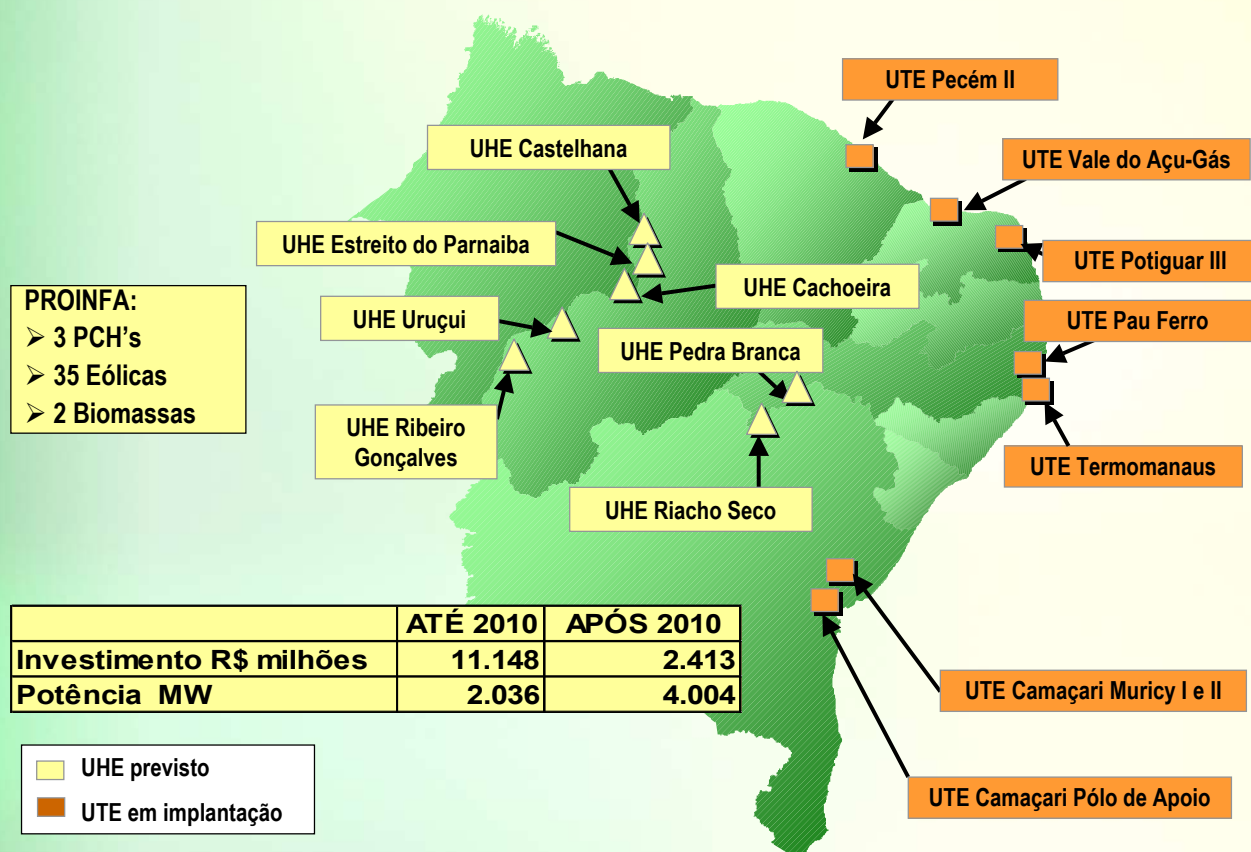 UTE Pecém II
UHE Castelhana
UTE Vale do Açu-Gás
UHE Estreito do Parnaiba
UTE Potiguar III
UHE Cachoeira
PROINFA:
➢ 3 PCH's
➢ 35 Eólicas
➢ 2 Biomassas
UHE Uruçui
UTE Pau Ferro
UHE Pedra Branca
UHE Ribeiro
Gonçalves
UTE Termomanaus
UHE Riacho Seco
ATÉ 2010 APÓS 2010
Investimento R$ milhões 11.148 2.413
Potência MW 2.036 4.004
UTE Camaçari Muricy I e II
UHE previsto
UTE em implantação
UTE Camaçari Pólo de Apoio